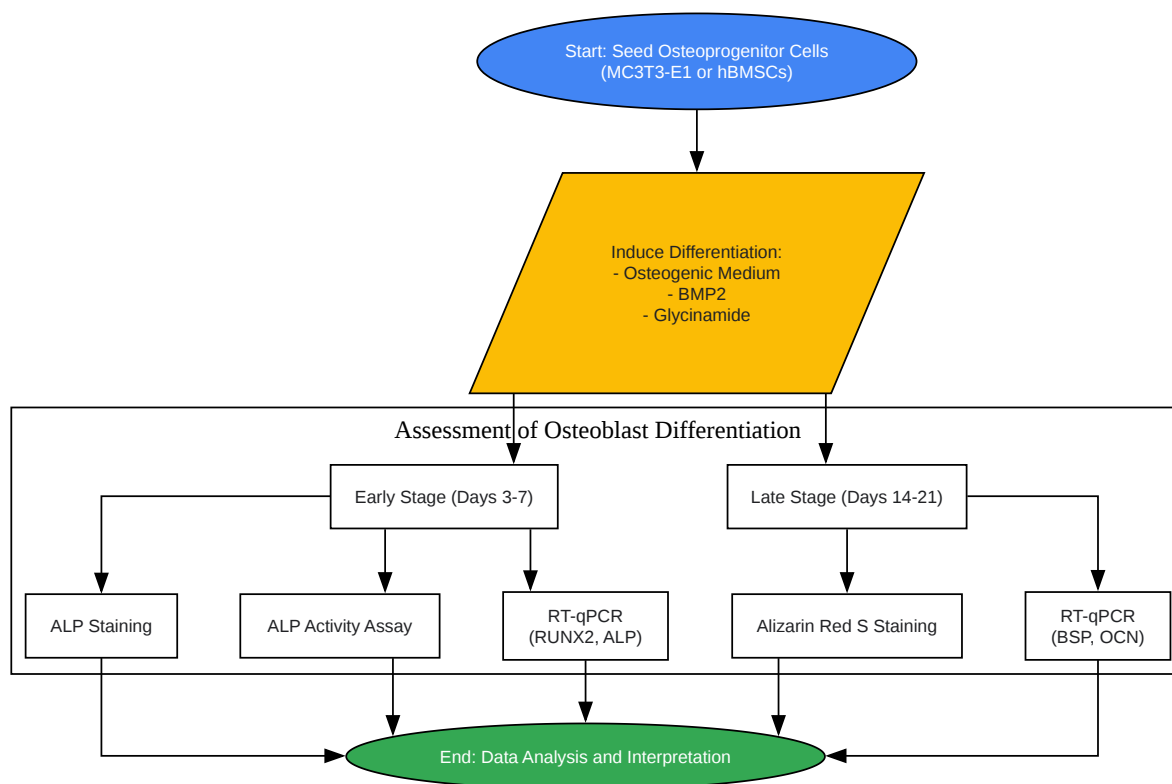 Start: Seed Osteoprogenitor Cells
(MC3T3-E1 or hBMSCs)
Induce Differentiation:
- Osteogenic Medium
- BMP2
- Glycinamide
Assessment of Osteoblast Differentiation
Early Stage (Days 3-7)
Late Stage (Days 14-21)
ALP Staining
ALP Activity Assay
RT-qPCR
(RUNX2, ALP)
Alizarin Red S Staining
RT-qPCR
(BSP, OCN)
End: Data Analysis and Interpretation